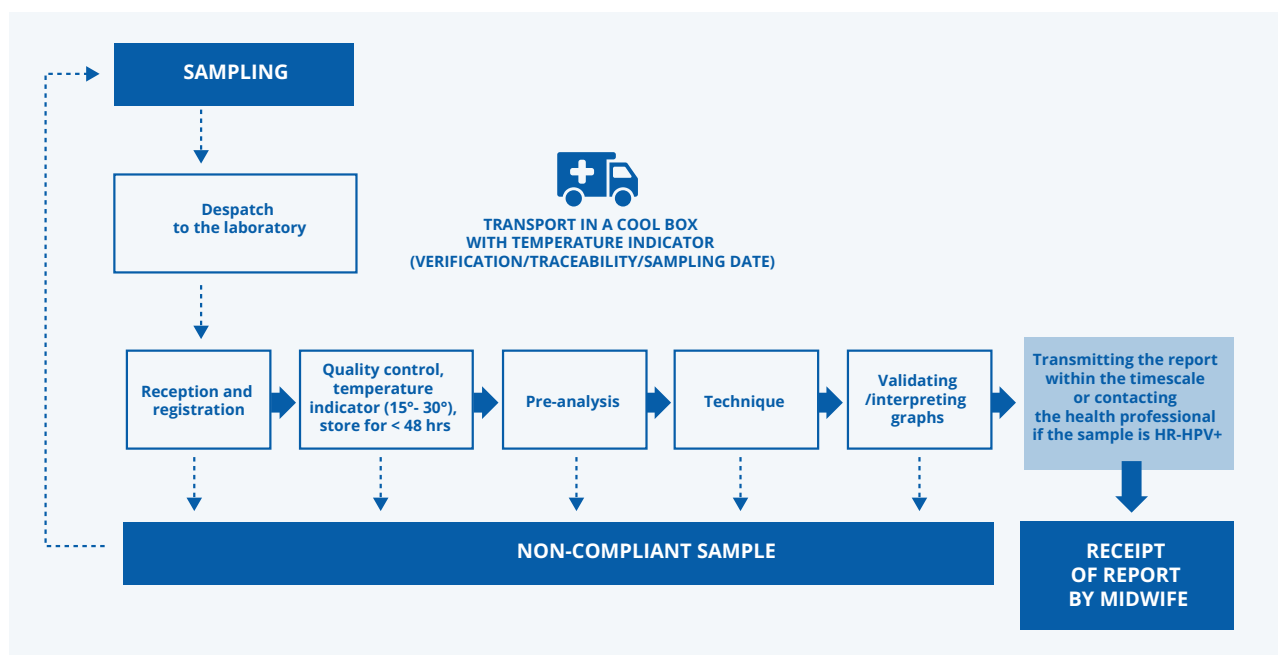 SAMPLING
Despatch
to the laboratory
TRANSPORT IN A COOL BOX
WITH TEMPERATURE INDICATOR
(VERIFICATION/TRACEABILITY/SAMPLING DATE)
Reception and
registration
Quality control,
temperature
indicator (15°- 30°),
store for < 48 hrs
Pre-analysis
Technique
Validating
/interpreting
graphs
Transmitting the report
within the timescale
or contacting
the health professional
if the sample is HR-HPV+
NON-COMPLIANT SAMPLE
RECEIPT
OF REPORT
BY MIDWIFE